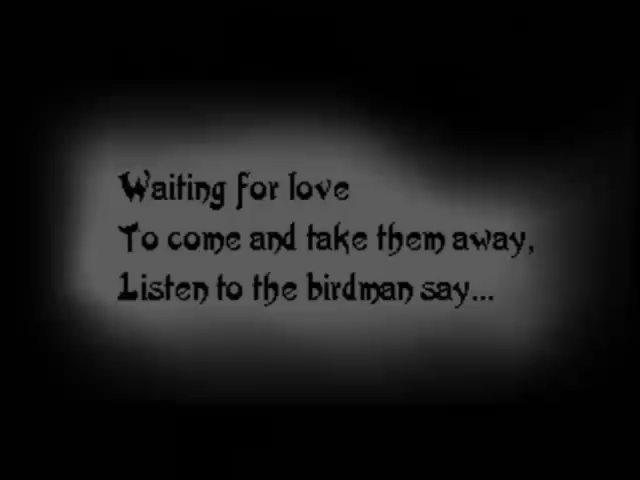 Waiting for love
To come and take them away,
Listen to the birdman say...